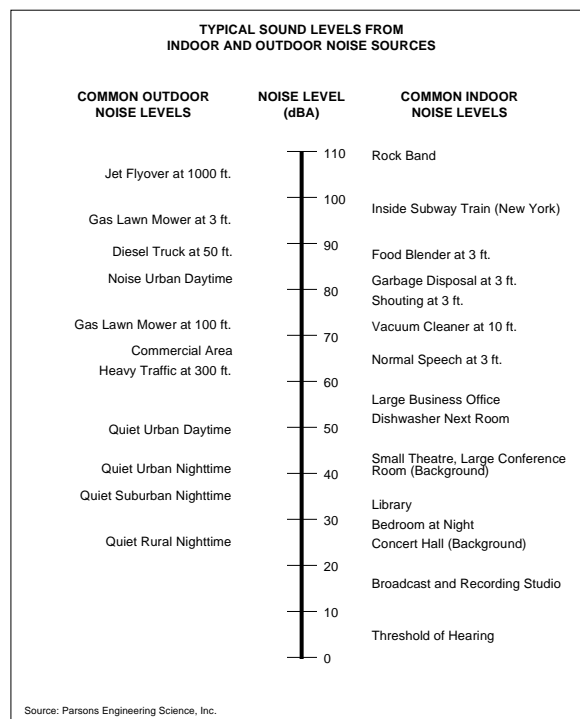 TYPICAL SOUND LEVELS FROM
INDOOR AND OUTDOOR NOISE SOURCES
COMMON OUTDOOR
NOISE LEVELS
NOISE LEVEL
(dBA)
COMMON INDOOR
NOISE LEVELS
110
Rock Band
Jet Flyover at 1000 ft.
100
Inside Subway Train (New York)
Gas Lawn Mower at 3 ft.
90
Diesel Truck at 50 ft.
Food Blender at 3 ft.
Noise Urban Daytime
Garbage Disposal at 3 ft.
80
Shouting at 3 ft.
Gas Lawn Mower at 100 ft.
Vacuum Cleaner at 10 ft.
70
Commercial Area
Normal Speech at 3 ft.
Heavy Traffic at 300 ft.
60
Large Business Office
Dishwasher Next Room
50
Quiet Urban Daytime
Small Theatre, Large Conference
Room (Background)
Quiet Urban Nighttime
40
Quiet Suburban Nighttime
Library
30
Bedroom at Night
Quiet Rural Nighttime
Concert Hall (Background)
20
Broadcast and Recording Studio
10
Threshold of Hearing
0
Source: Parsons Engineering Science, Inc.